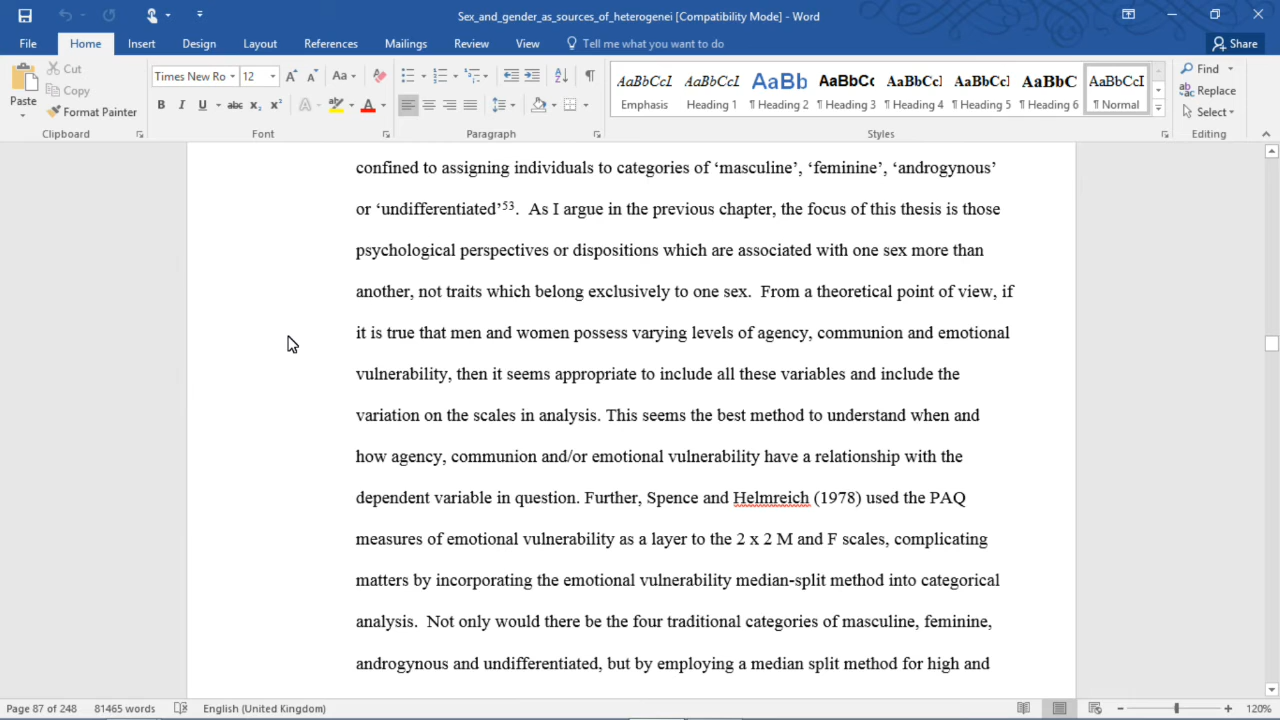 Sex_and_gender_as_sources_of_heterogenei [Compatibility Mode] - Word
File Home Insert Design Layout References Mailings Review View Tell me what you want to do Share
Paste
Cut
Copy
Format Painter
Clipboard
Times New Ro 12
Aa
B I U abc x₂ x²
A A
Font
Paragraph
AaBbCcI AaBbCcL AaBb AaBbCc AaBbCcI AaBbCcI AaBbC AaBbCcI
Emphasis Heading 1 ¶ Heading 2 ¶ Heading 3 ¶ Heading 4 ¶ Heading 5 ¶ Heading 6 ¶ Normal
Styles
Find
Replace
Select
Editing
confined to assigning individuals to categories of ‘masculine’, ‘feminine’, ‘androgynous’
or ‘undifferentiated’⁵³. As I argue in the previous chapter, the focus of this thesis is those
psychological perspectives or dispositions which are associated with one sex more than
another, not traits which belong exclusively to one sex. From a theoretical point of view, if
it is true that men and women possess varying levels of agency, communion and emotional
vulnerability, then it seems appropriate to include all these variables and include the
variation on the scales in analysis. This seems the best method to understand when and
how agency, communion and/or emotional vulnerability have a relationship with the
dependent variable in question. Further, Spence and Helmreich (1978) used the PAQ
measures of emotional vulnerability as a layer to the 2 x 2 M and F scales, complicating
matters by incorporating the emotional vulnerability median-split method into categorical
analysis. Not only would there be the four traditional categories of masculine, feminine,
androgynous and undifferentiated, but by employing a median split method for high and
Page 87 of 248 81465 words English (United Kingdom) 120%